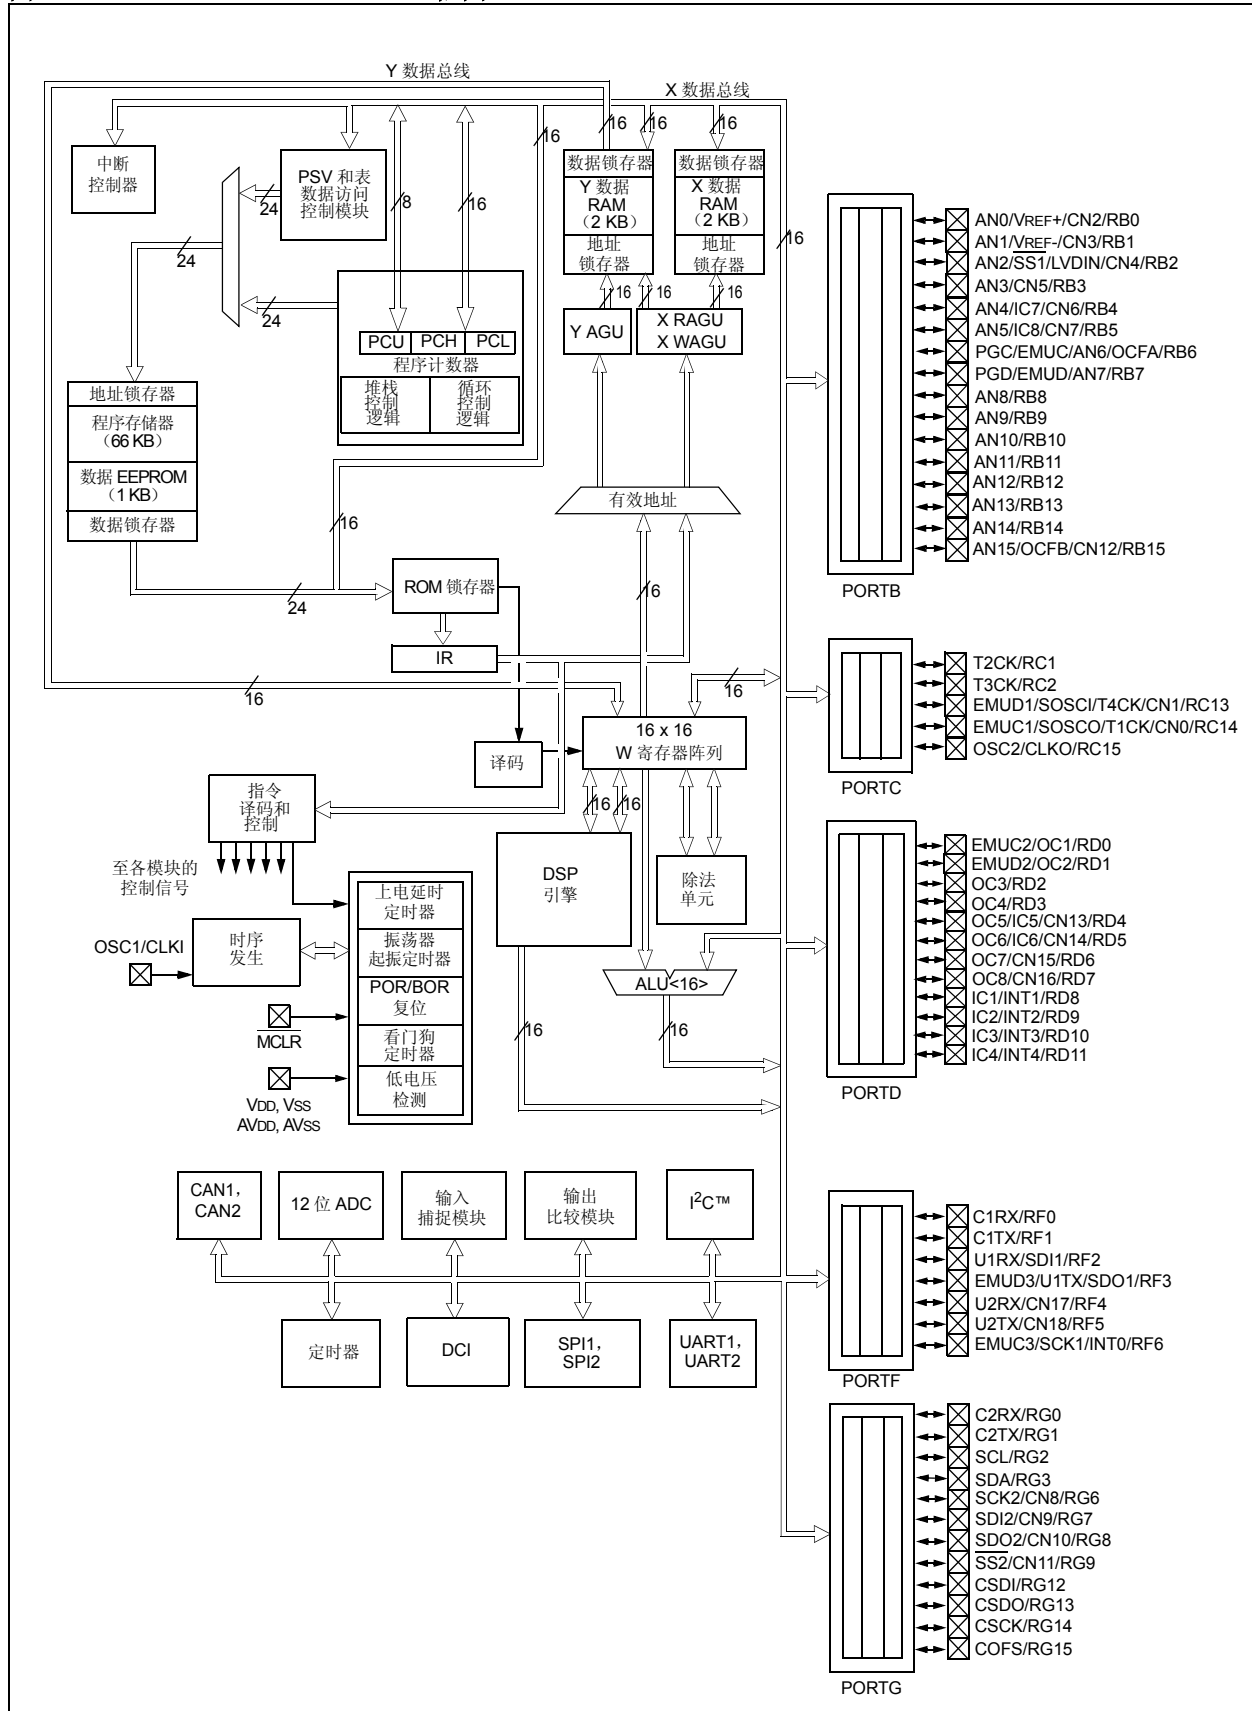 Y 数据总线
X 数据总线
16
16
16
16
16
中断
控制器
PSV 和表
数据访问
控制模块
24
8
16
数据锁存器
Y 数据
RAM
(2 KB)
地址
锁存器
数据锁存器
X 数据
RAM
(2 KB)
地址
锁存器
16
24
24
16
16
16
Y AGU
X RAGU
X WAGU
PCU
PCH
PCL
程序计数器
堆栈
控制
逻辑
循环
控制
逻辑
地址锁存器
程序存储器
(66 KB)
数据 EEPROM
(1 KB)
数据锁存器
16
有效地址
24
ROM 锁存器
16
IR
16
16
16 x 16
W 寄存器阵列
译码
指令
译码和
控制
16
16
至各模块的
控制信号
DSP
引擎
除法
单元
上电延时
定时器
振荡器
起振定时器
POR/BOR
复位
看门狗
定时器
低电压
检测
OSC1/CLKI
时序
发生
ALU<16>
MCLR
16
16
VDD, VSS
AVDD, AVSS
CAN1,
CAN2
12 位 ADC
输入
捕捉模块
输出
比较模块
I²C™
定时器
DCI
SPI1,
SPI2
UART1,
UART2
AN0/VREF+/CN2/RB0
AN1/VREF-/CN3/RB1
AN2/SS1/LVDIN/CN4/RB2
AN3/CN5/RB3
AN4/IC7/CN6/RB4
AN5/IC8/CN7/RB5
PGC/EMUC/AN6/OCFA/RB6
PGD/EMUD/AN7/RB7
AN8/RB8
AN9/RB9
AN10/RB10
AN11/RB11
AN12/RB12
AN13/RB13
AN14/RB14
AN15/OCFB/CN12/RB15
PORTB
T2CK/RC1
T3CK/RC2
EMUD1/SOSCI/T4CK/CN1/RC13
EMUC1/SOSCO/T1CK/CN0/RC14
OSC2/CLKO/RC15
PORTC
EMUC2/OC1/RD0
EMUD2/OC2/RD1
OC3/RD2
OC4/RD3
OC5/IC5/CN13/RD4
OC6/IC6/CN14/RD5
OC7/CN15/RD6
OC8/CN16/RD7
IC1/INT1/RD8
IC2/INT2/RD9
IC3/INT3/RD10
IC4/INT4/RD11
PORTD
C1RX/RF0
C1TX/RF1
U1RX/SDI1/RF2
EMUD3/U1TX/SDO1/RF3
U2RX/CN17/RF4
U2TX/CN18/RF5
EMUC3/SCK1/INT0/RF6
PORTF
C2RX/RG0
C2TX/RG1
SCL/RG2
SDA/RG3
SCK2/CN8/RG6
SDI2/CN9/RG7
SDO2/CN10/RG8
SS2/CN11/RG9
CSDI/RG12
CSDO/RG13
CSCK/RG14
COFS/RG15
PORTG